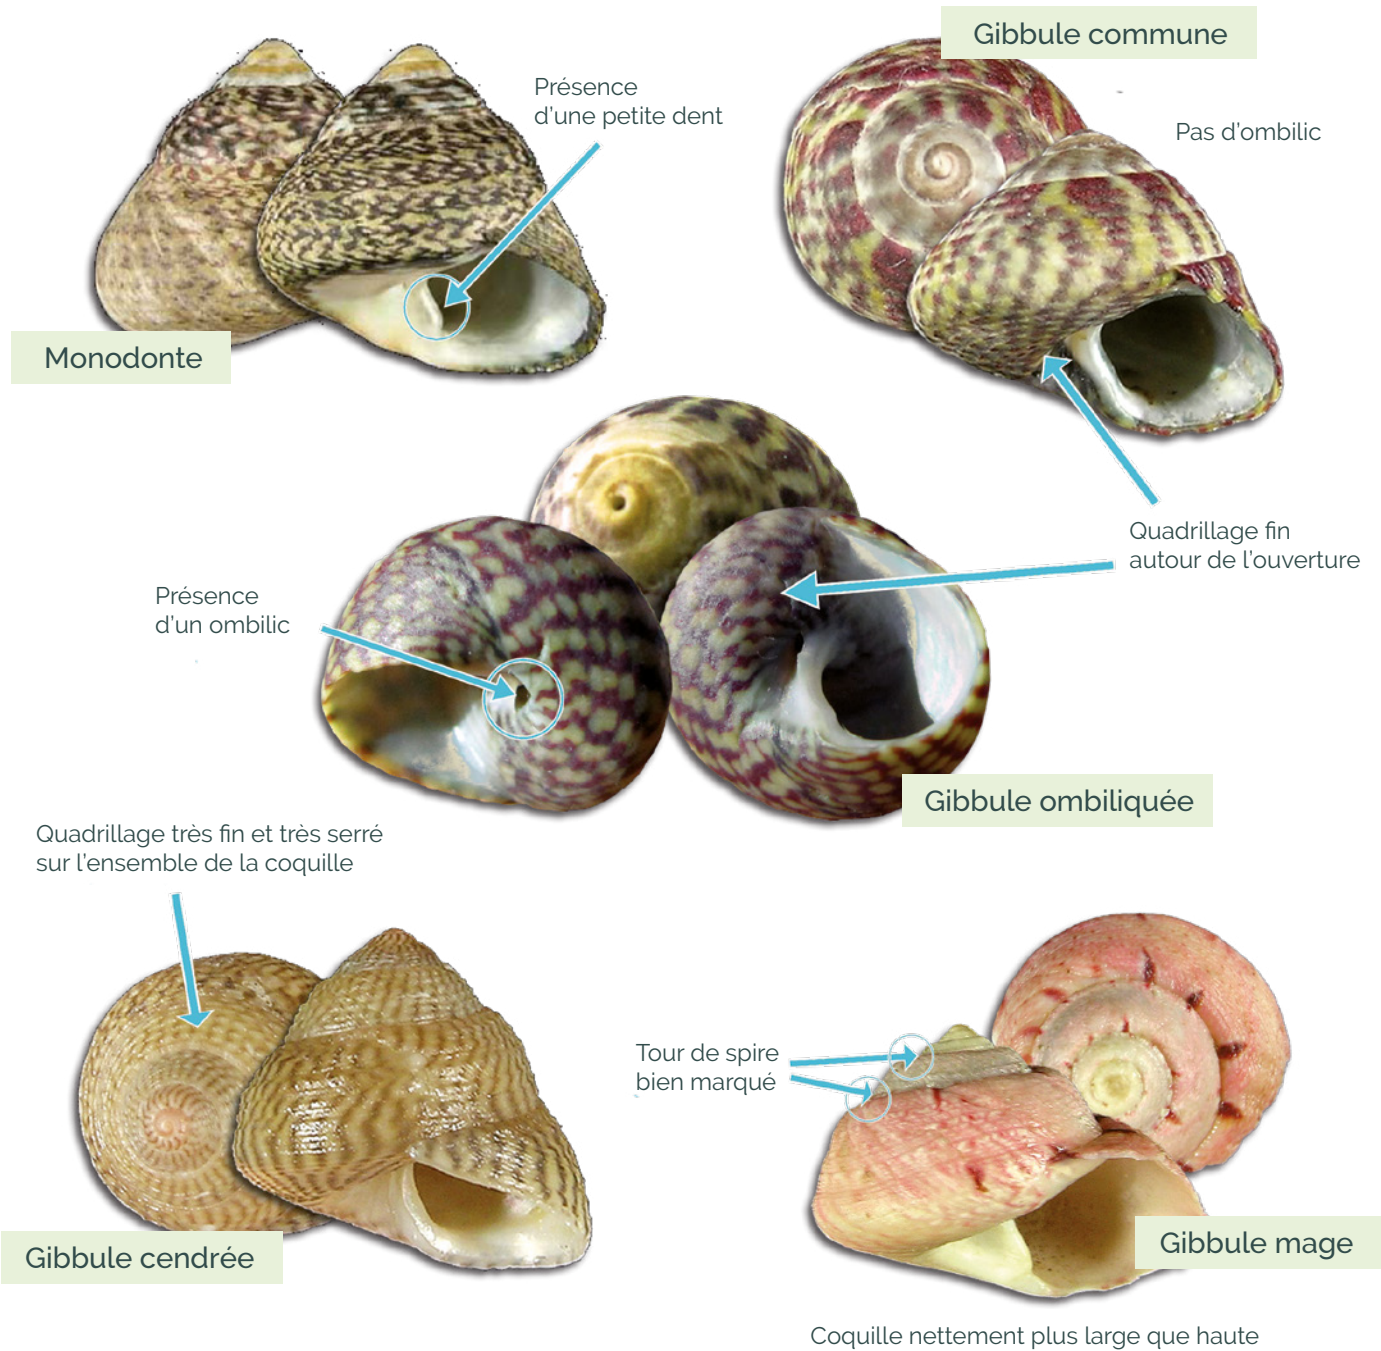 Gibbule commune
Présence
d'une petite dent
Pas d'ombilic
Monodonte
Quadrillage fin
autour de l'ouverture
Présence
d'un ombilic
Gibbule ombiliquée
Quadrillage très fin et très serré
sur l'ensemble de la coquille
Tour de spire
bien marqué
Gibbule cendrée
Gibbule mage
Coquille nettement plus large que haute